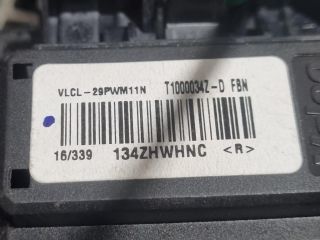 VLCL-29PWM11N T1000034Z-D FBN
16/339 134ZHWHNC <R>